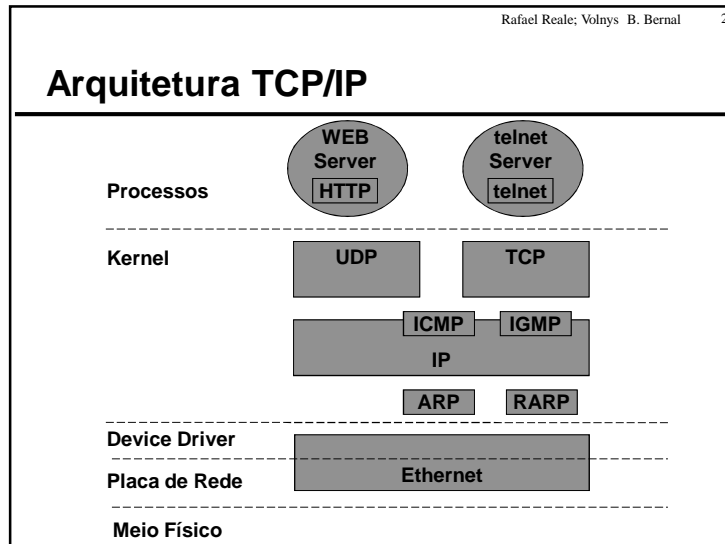 Rafael Reale; Volnys B. Bernal
Arquitetura TCP/IP
WEB
Server
HTTP
telnet
Server
telnet
Processos
Kernel
UDP
TCP
ICMP
IGMP
IP
ARP
RARP
Device Driver
Ethernet
Placa de Rede
Meio Físico